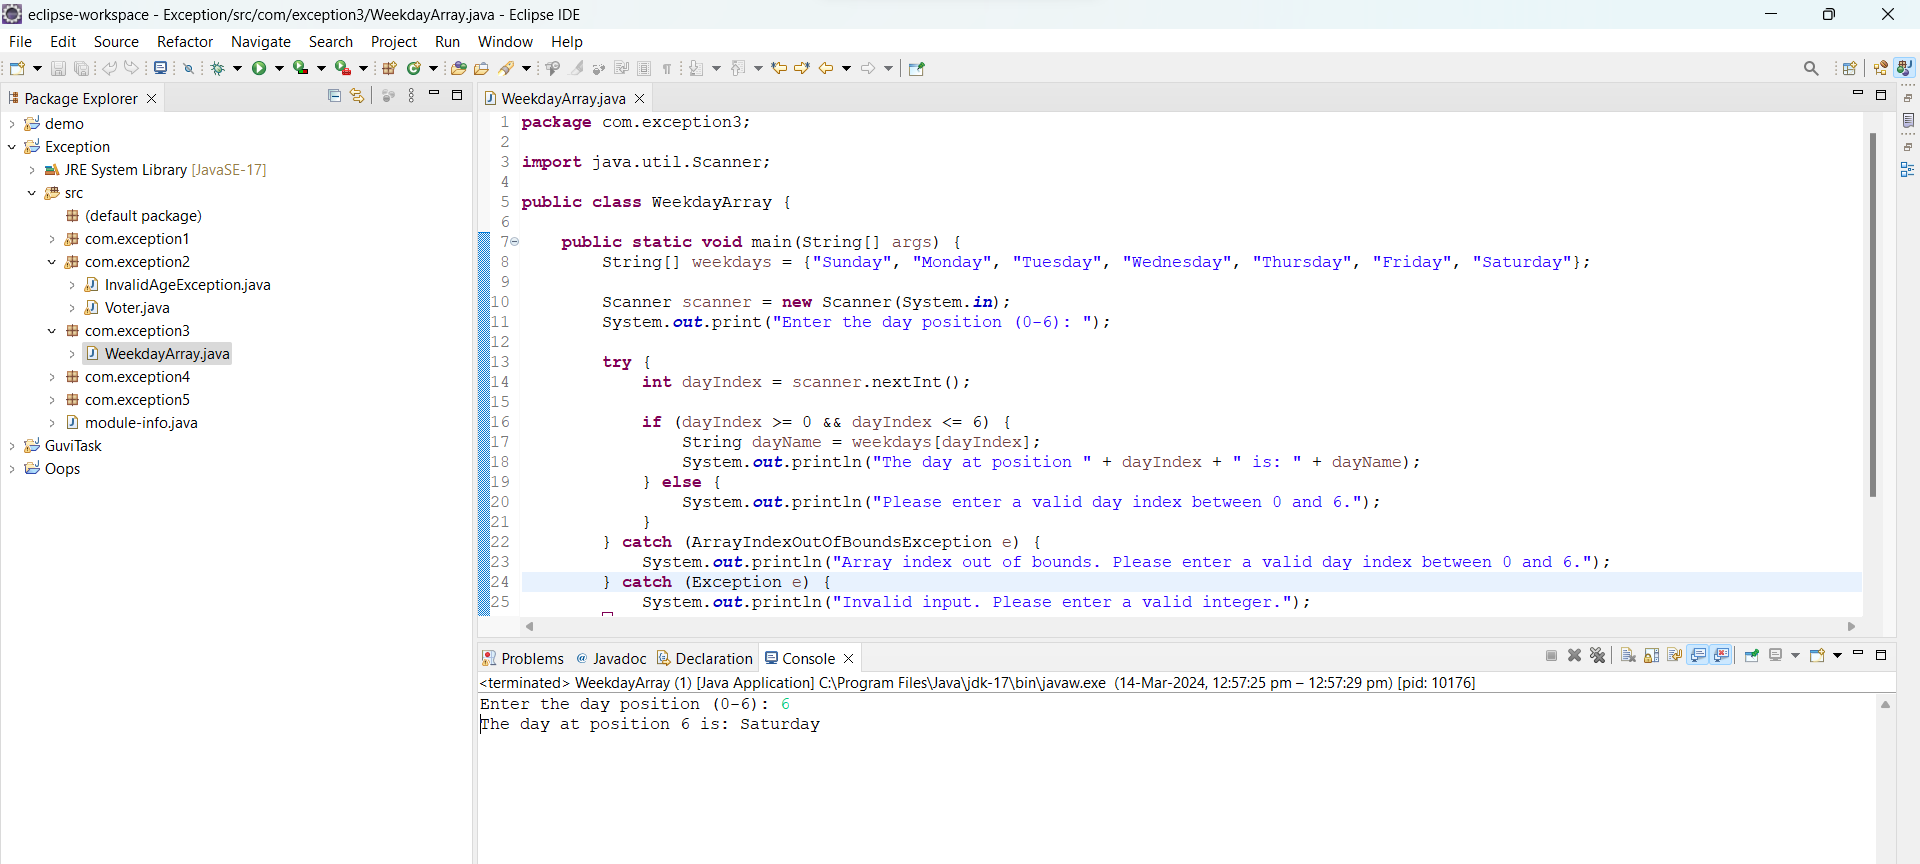 eclipse-workspace - Exception/src/com/exception3/WeekdayArray.java - Eclipse IDE
File Edit Source Refactor Navigate Search Project Run Window Help
Package Explorer
demo
Exception
JRE System Library [JavaSE-17]
src
(default package)
com.exception1
com.exception2
InvalidAgeException.java
Voter.java
com.exception3
WeekdayArray.java
com.exception4
com.exception5
module-info.java
GuviTask
Oops
WeekdayArray.java
1 package com.exception3;
2
3 import java.util.Scanner;
4
5 public class WeekdayArray {
6
7 public static void main(String[] args) {
8 String[] weekdays = {"Sunday", "Monday", "Tuesday", "Wednesday", "Thursday", "Friday", "Saturday"};
9
10 Scanner scanner = new Scanner(System.in);
11 System.out.print("Enter the day position (0-6): ");
12
13 try {
14 int dayIndex = scanner.nextInt();
15
16 if (dayIndex >= 0 && dayIndex <= 6) {
17 String dayName = weekdays[dayIndex];
18 System.out.println("The day at position " + dayIndex + " is: " + dayName);
19 } else {
20 System.out.println("Please enter a valid day index between 0 and 6.");
21 }
22 } catch (ArrayIndexOutOfBoundsException e) {
23 System.out.println("Array index out of bounds. Please enter a valid day index between 0 and 6.");
24 } catch (Exception e) {
25 System.out.println("Invalid input. Please enter a valid integer.");
Problems @ Javadoc Declaration Console
<terminated> WeekdayArray (1) [Java Application] C:\Program Files\Java\jdk-17\bin\javaw.exe (14-Mar-2024, 12:57:25 pm – 12:57:29 pm) [pid: 10176]
Enter the day position (0-6): 6
The day at position 6 is: Saturday